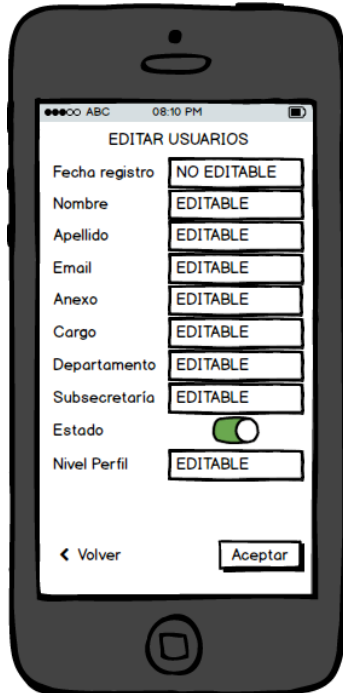 ABC 08:10 PM
EDITAR USUARIOS
Fecha registro NO EDITABLE
Nombre EDITABLE
Apellido EDITABLE
Email EDITABLE
Anexo EDITABLE
Cargo EDITABLE
Departamento EDITABLE
Subsecretaría EDITABLE
Estado
Nivel Perfil EDITABLE
Volver Aceptar